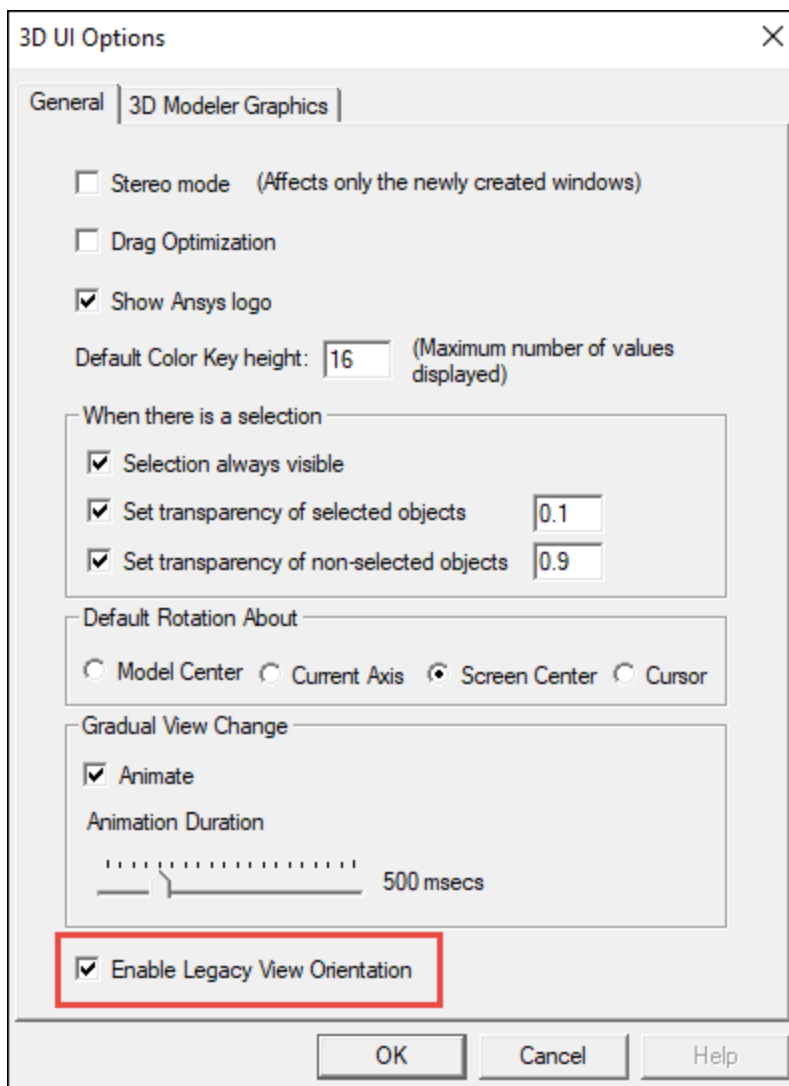 3D UI Options
General
3D Modeler Graphics
Stereo mode (Affects only the newly created windows)
Drag Optimization
Show Ansys logo
Default Color Key height: 16 (Maximum number of values
displayed)
When there is a selection
Selection always visible
Set transparency of selected objects 0.1
Set transparency of non-selected objects 0.9
Default Rotation About
Model Center Current Axis Screen Center Cursor
Gradual View Change
Animate
Animation Duration
500 msecs
Enable Legacy View Orientation
OK Cancel Help